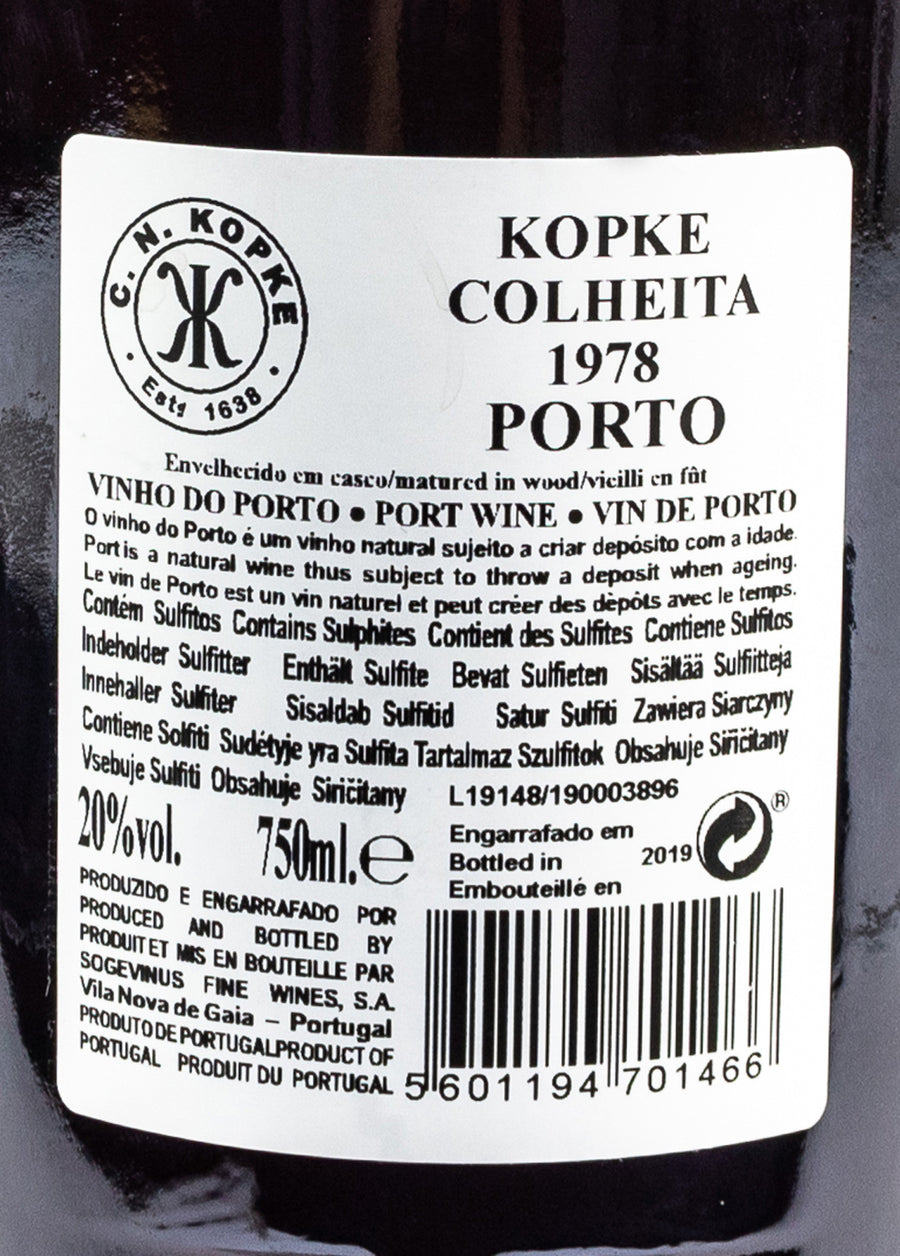 C. N. KOPKE
Estd 1638
KOPKE
COLHEITA
1978
PORTO
Envelhecido em casco/matured in wood/vieilli en fût
VINHO DO PORTO • PORT WINE • VIN DE PORTO
O vinho do Porto é um vinho natural sujeito a criar depósito com a idade.
Port is a natural wine thus subject to throw a deposit when ageing.
Le vin de Porto est un vin naturel et peut créer des dèpôts avec le temps.
Contém Sulfitos Contains Sulphites Contient des Sulfites Contiene Sulfitos
Indeholder Sulfitter Enthält Sulfite Bevat Sulfieten Sisältää Sulfiitteja
Innehaller Sulfiter Sisaldab Sulfitid Satur Sulfiti Zawiera Siarczyny
Contiene Solfiti Sudétyje yra Sulfita Tartalmaz Szulfitok Obsahuje Siřičitany
Vsebuje Sulfiti Obsahuje Siričitany
L19148/190003896
20%vol. 750ml. ℮
Engarrafado em
Bottled in 2019
Embouteillé en
®
PRODUZIDO E ENGARRAFADO POR
PRODUCED AND BOTTLED BY
PRODUIT ET MIS EN BOUTEILLE PAR
SOGEVINUS FINE WINES, S.A.
Vila Nova de Gaia – Portugal
PRODUTO DE PORTUGAL PRODUCT OF
PORTUGAL PRODUIT DU PORTUGAL
5 601194 701466